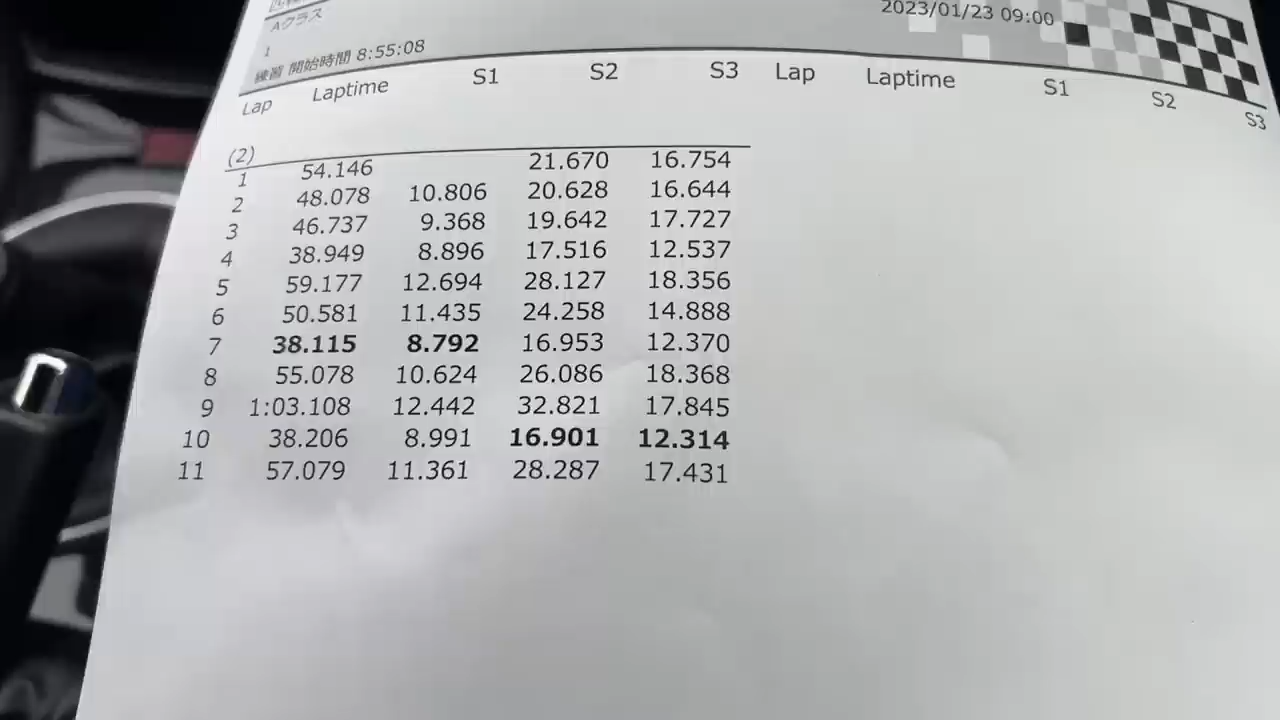 Aクラス
2023/01/23 09:00
1
練習 開始時間 8:55:08
Lap Laptime S1 S2 S3 Lap Laptime S1 S2 S3
(2)
1 54.146 21.670 16.754
2 48.078 10.806 20.628 16.644
3 46.737 9.368 19.642 17.727
4 38.949 8.896 17.516 12.537
5 59.177 12.694 28.127 18.356
6 50.581 11.435 24.258 14.888
7 38.115 8.792 16.953 12.370
8 55.078 10.624 26.086 18.368
9 1:03.108 12.442 32.821 17.845
10 38.206 8.991 16.901 12.314
11 57.079 11.361 28.287 17.431